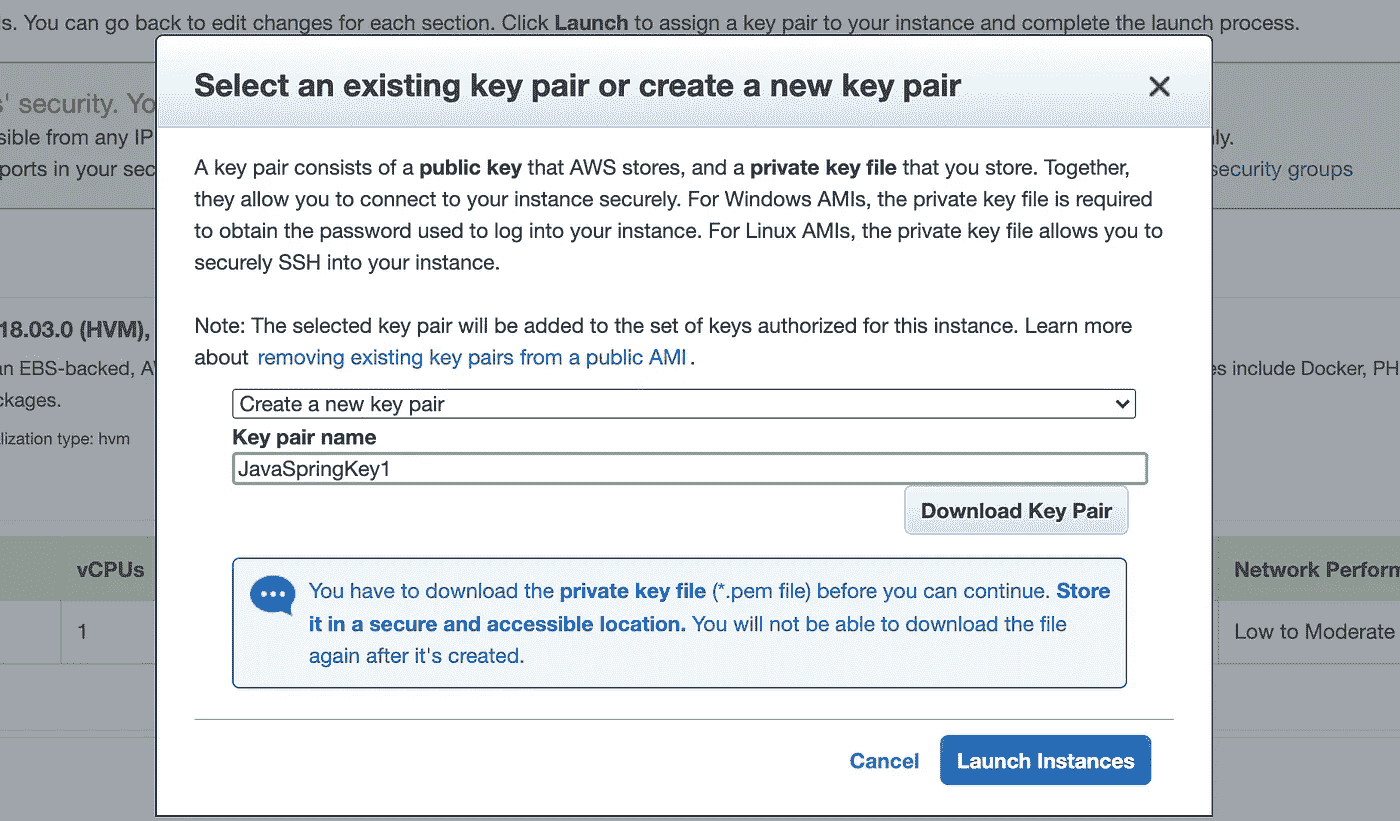 s. You can go back to edit changes for each section. Click Launch to assign a key pair to your instance and complete the launch process.
Select an existing key pair or create a new key pair
s' security. Yo
sible from any IP
ly.
ports in your sec
security groups
A key pair consists of a public key that AWS stores, and a private key file that you store. Together,
they allow you to connect to your instance securely. For Windows AMIs, the private key file is required
to obtain the password used to log into your instance. For Linux AMIs, the private key file allows you to
securely SSH into your instance.
Note: The selected key pair will be added to the set of keys authorized for this instance. Learn more
about removing existing key pairs from a public AMI.
18.03.0 (HVM),
an EBS-backed, A
es include Docker, PH
ckages.
lization type: hvm
Create a new key pair
Key pair name
JavaSpringKey1
Download Key Pair
You have to download the private key file (*.pem file) before you can continue. Store
it in a secure and accessible location. You will not be able to download the file
again after it's created.
vCPUs
Network Perform
1
Low to Moderate
Cancel
Launch Instances